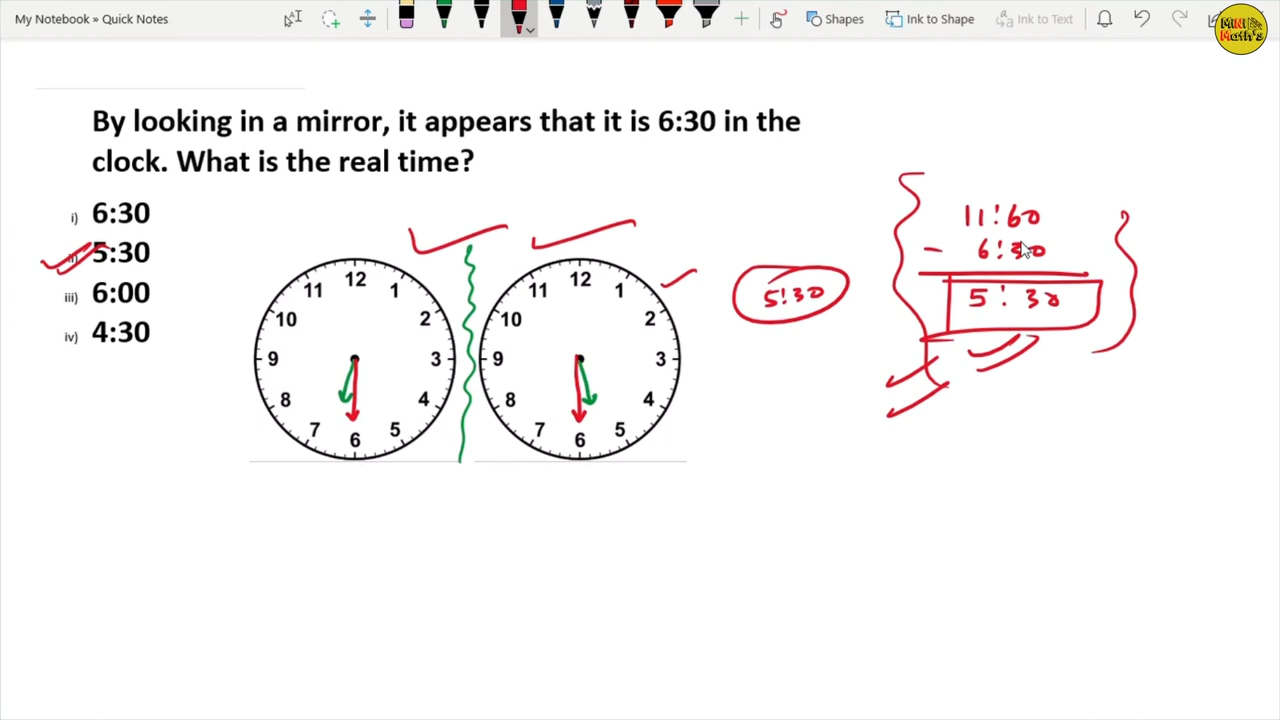 My Notebook » Quick Notes
Shapes
Ink to Shape
Ink to Text
MiNi
Math's
By looking in a mirror, it appears that it is 6:30 in the
clock. What is the real time?
i) 6:30
ii) 5:30
iii) 6:00
iv) 4:30
12
11 1
10 2
9 3
8 4
7 5
6
12
11 1
10 2
9 3
8 4
7 5
6
5:30
11:60
- 6:30
5:30